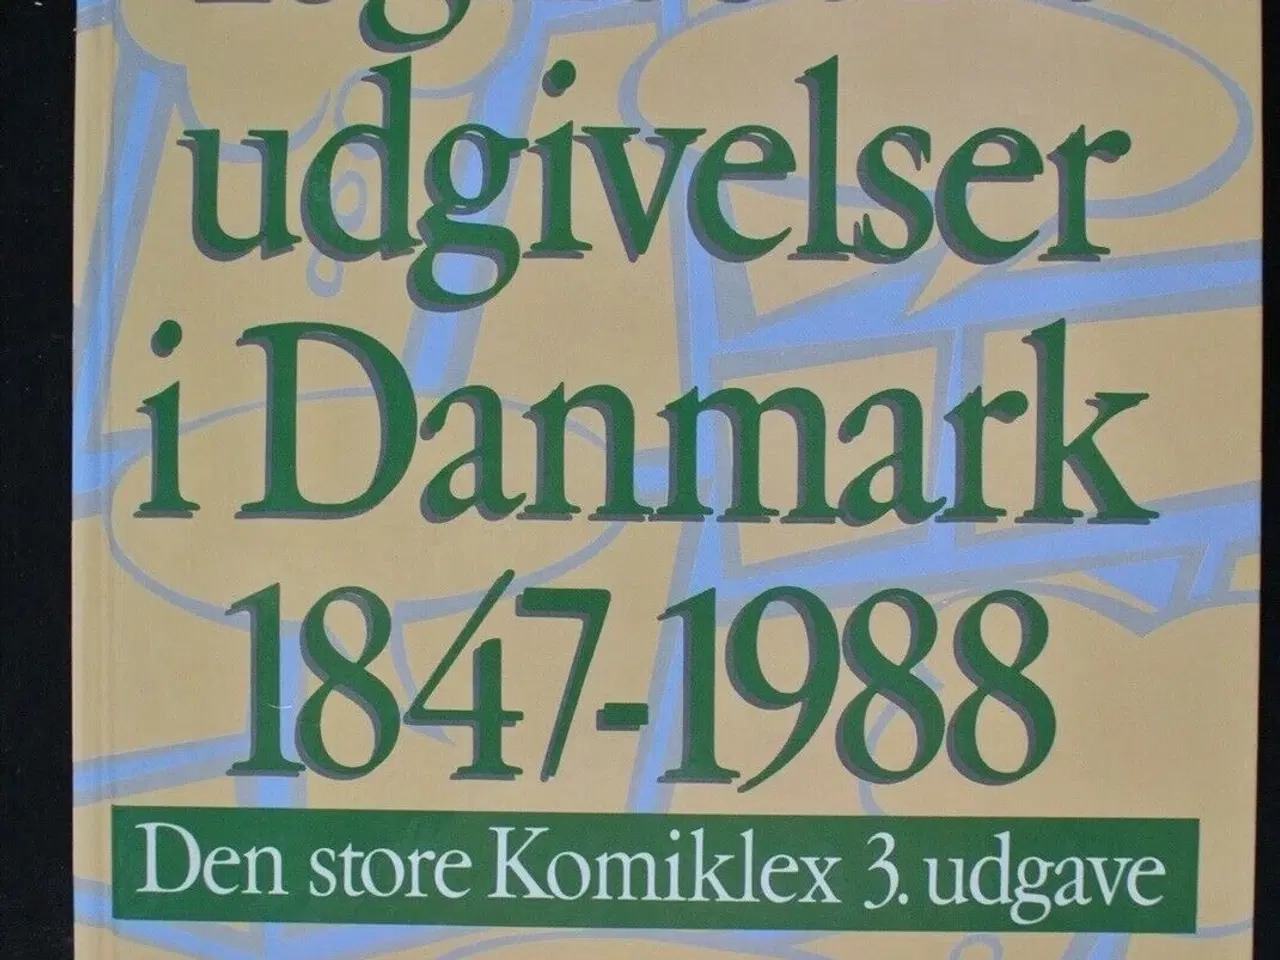 udgivelser
i Danmark
1847-1988
Den store Komiklex 3. udgave